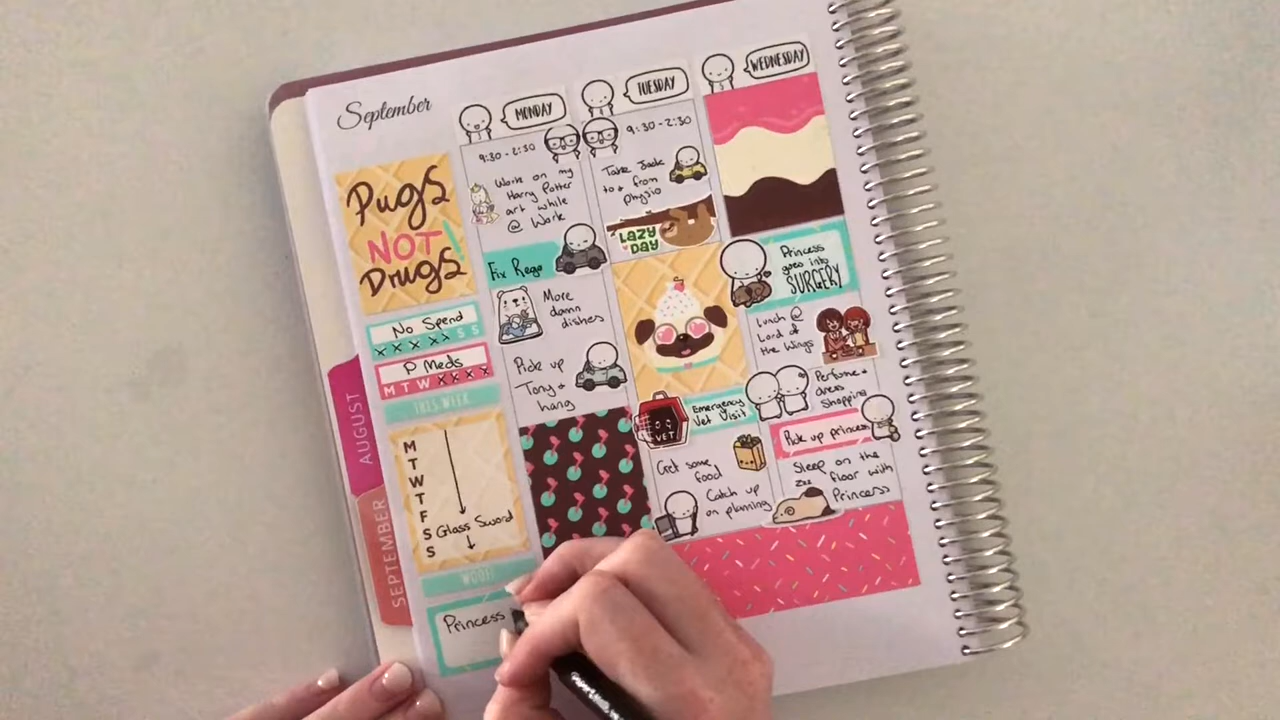 September
Pugs
NOT
Drugs!
No Spend
x x x x x S S
P Meds
M T W x x x x
THIS WEEK
M
T
W
T
F
S
S
Glass Sword
WOOF!
Princess
AUGUST
SEPTEMBER
MONDAY
9:30-2:30
Work on my
Harry Potter
art while
@ Work
Fix Rego
More
damn
dishes
Pick up
Tony +
hang
TUESDAY
9:30-2:30
Take Jack
to + from
physio
LAZY
DAY
VET
Emergency
Vet Visit
Get some
food
Catch up
on planning
WEDNESDAY
Princess
goes into
SURGERY
Lunch @
Lord of
the Wings
Perfume +
dress
Shopping
Pick up princess
Sleep on the
floor with
Princess
zzz